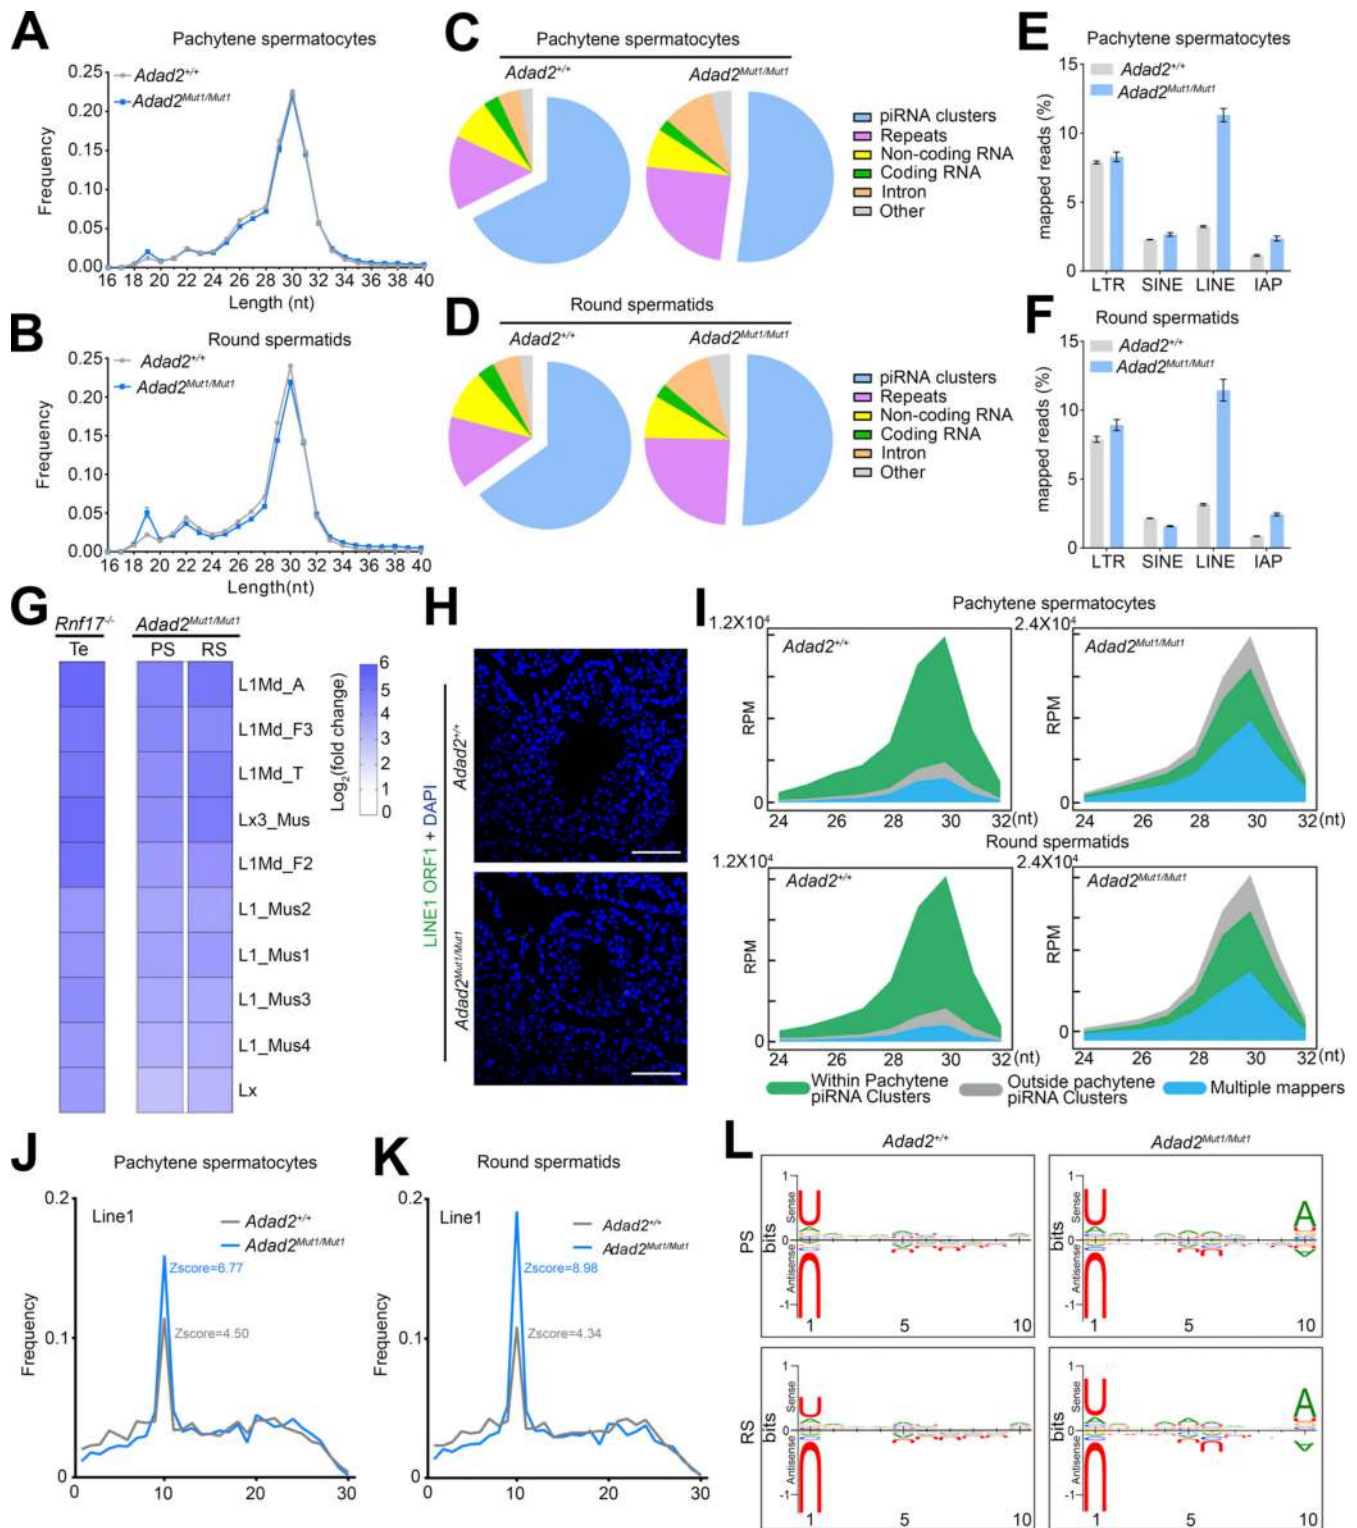 A
Pachytene spermatocytes
Adad2+/+
Adad2Mut1/Mut1
Frequency
0.25
0.20
0.15
0.10
0.05
0.00
16 18 20 22 24 26 28 30 32 34 36 38 40
Length (nt)
B
Round spermatids
Adad2+/+
Adad2Mut1/Mut1
Frequency
0.25
0.20
0.15
0.10
0.05
0.00
16 18 20 22 24 26 28 30 32 34 36 38 40
Length(nt)
C
Pachytene spermatocytes
Adad2+/+
Adad2Mut1/Mut1
piRNA clusters
Repeats
Non-coding RNA
Coding RNA
Intron
Other
D
Round spermatids
Adad2+/+
Adad2Mut1/Mut1
piRNA clusters
Repeats
Non-coding RNA
Coding RNA
Intron
Other
E
Pachytene spermatocytes
Adad2+/+
Adad2Mut1/Mut1
mapped reads (%)
15
10
5
0
LTR SINE LINE IAP
F
Round spermatids
Adad2+/+
Adad2Mut1/Mut1
mapped reads (%)
15
10
5
0
LTR SINE LINE IAP
G
Rnf17-/- Adad2Mut1/Mut1
Te PS RS
L1Md_A
L1Md_F3
L1Md_T
Lx3_Mus
L1Md_F2
L1_Mus2
L1_Mus1
L1_Mus3
L1_Mus4
Lx
6
5
4
3
2
1
0
Log2(fold change)
H
LINE1 ORF1 + DAPI
Adad2+/+
Adad2Mut1/Mut1
I
Pachytene spermatocytes
1.2X10⁴
Adad2+/+
RPM
0
24 26 28 30 32(nt)
2.4X10⁴
Adad2Mut1/Mut1
RPM
0
24 26 28 30 32(nt)
Round spermatids
1.2X10⁴
Adad2+/+
RPM
0
24 26 28 30 32(nt)
2.4X10⁴
Adad2Mut1/Mut1
RPM
0
24 26 28 30 32(nt)
Within Pachytene
piRNA Clusters
Outside pachytene
piRNA Clusters
Multiple mappers
J
Pachytene spermatocytes
Line1
Adad2+/+
Adad2Mut1/Mut1
Zscore=6.77
Zscore=4.50
Frequency
0.2
0.1
0
0 10 20 30
K
Round spermatids
Line1
Adad2+/+
Adad2Mut1/Mut1
Zscore=8.98
Zscore=4.34
Frequency
0.2
0.1
0
0 10 20 30
L
Adad2+/+
Adad2Mut1/Mut1
PS
bits
Sense
Antisense
1
0
-1
U
U
1 5 10
bits
Sense
Antisense
1
0
-1
U
U
A
A
1 5 10
RS
bits
Sense
Antisense
1
0
-1
U
U
1 5 10
bits
Sense
Antisense
1
0
-1
U
U
A
A
1 5 10